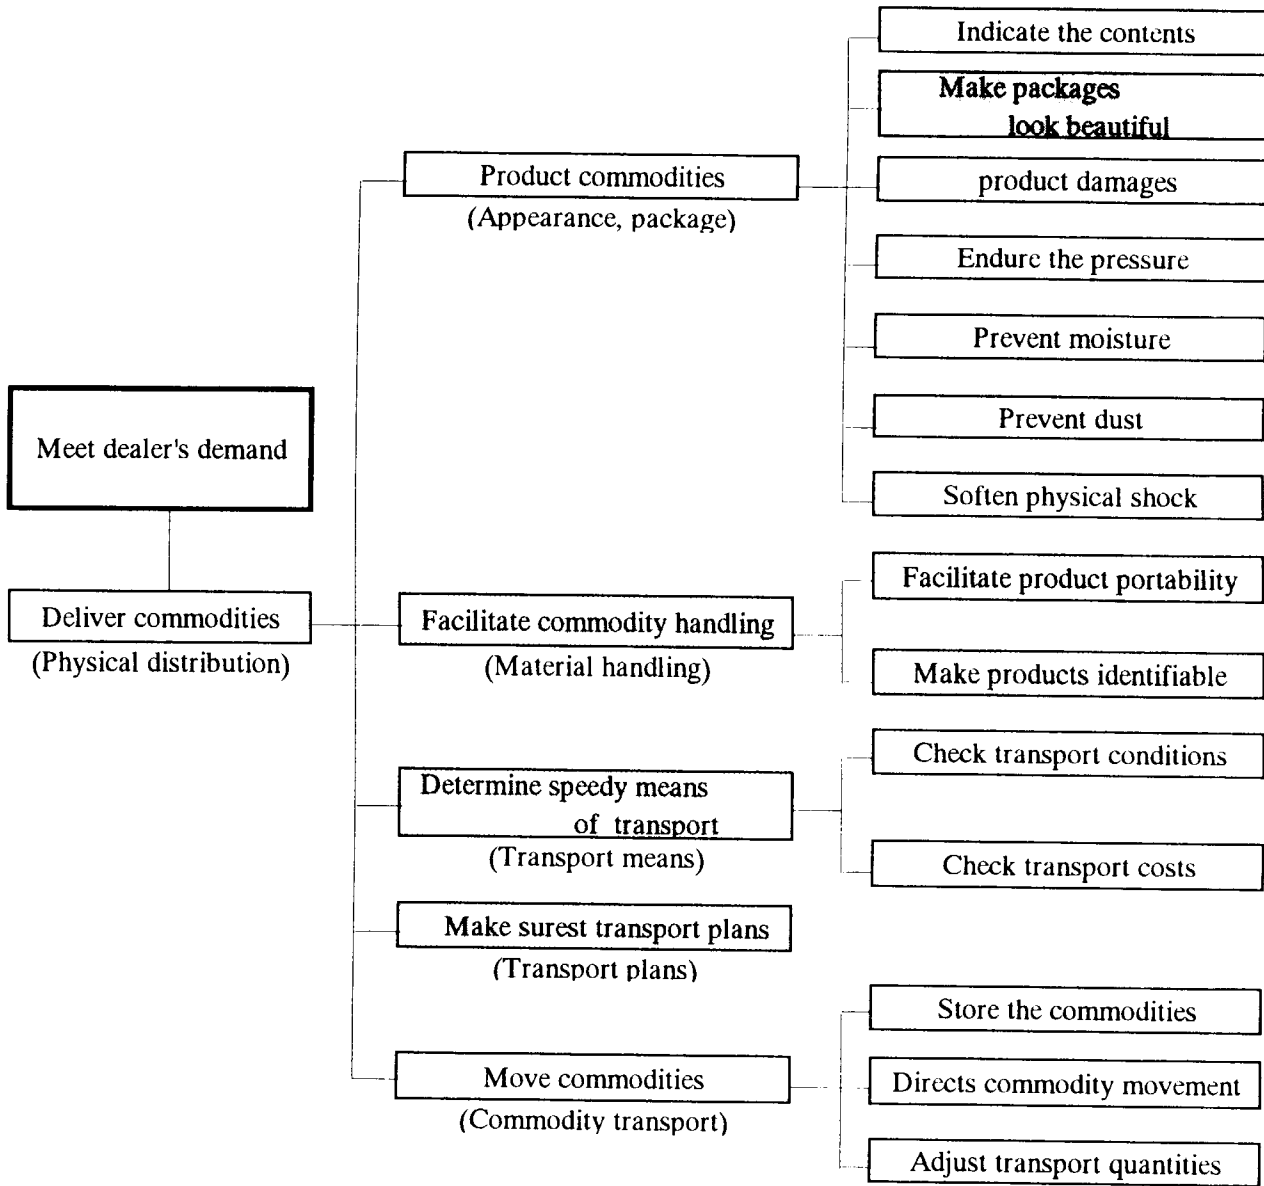 Indicate the contents
Make packages
look beautiful
Product commodities
(Appearance, package)
product damages
Endure the pressure
Prevent moisture
Prevent dust
Soften physical shock
Meet dealer's demand
Deliver commodities
(Physical distribution)
Facilitate commodity handling
(Material handling)
Facilitate product portability
Make products identifiable
Determine speedy means
of transport
(Transport means)
Check transport conditions
Check transport costs
Make surest transport plans
(Transport plans)
Move commodities
(Commodity transport)
Store the commodities
Directs commodity movement
Adjust transport quantities